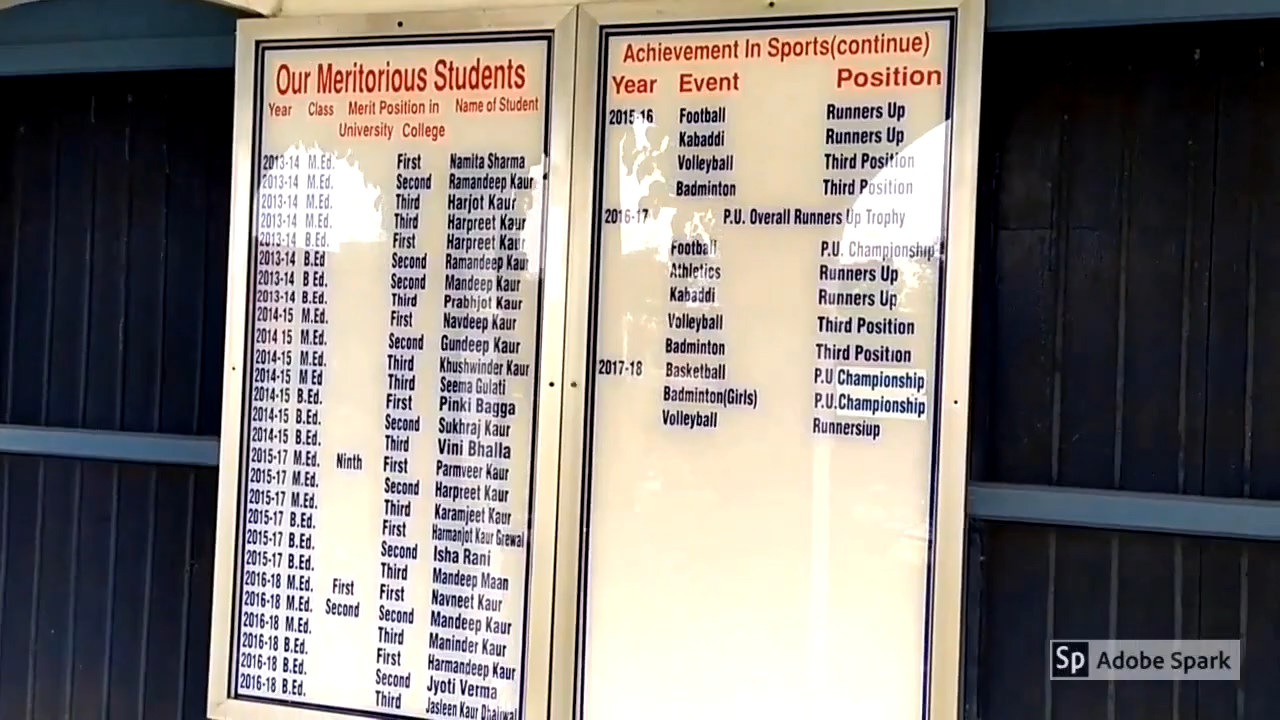 Our Meritorious Students
Year Class Merit Position in Name of Student
University College
2013-14 M.Ed. First Namita Sharma
2013-14 M.Ed. Second Ramandeep Kaur
2013-14 M.Ed. Third Harjot Kaur
2013-14 M.Ed. Third Harpreet Kaur
2013-14 B.Ed. First Harpreet Kaur
2013-14 B.Ed Second Ramandeep Kaur
2013-14 B Ed. Second Mandeep Kaur
2013-14 B.Ed. Third Prabhjot Kaur
2014-15 M.Ed. First Navdeep Kaur
2014 15 M.Ed. Second Gundeep Kaur
2014-15 M.Ed. Third Khushwinder Kaur
2014-15 M Ed Third Seema Gulati
2014-15 B.Ed. First Pinki Bagga
2014-15 B.Ed. Second Sukhraj Kaur
2014-15 B.Ed. Third Vini Bhalla
2015-17 M.Ed. Ninth First Parmveer Kaur
2015-17 M.Ed. Second Harpreet Kaur
2015-17 M.Ed. Third Karamjeet Kaur
2015-17 B.Ed. First Harmanjot Kaur Grewal
2015-17 B.Ed. Second Isha Rani
2015-17 B.Ed. Third Mandeep Maan
2016-18 M.Ed. First First Navneet Kaur
2016-18 M.Ed. Second Second Mandeep Kaur
2016-18 M.Ed. Third Maninder Kaur
2016-18 B.Ed. First Harmandeep Kaur
2016-18 B.Ed. Second Jyoti Verma
2016-18 B.Ed. Third Jasleen Kaur Dhairwal
Achievement In Sports(continue)
Year Event Position
2015-16 Football Runners Up
Kabaddi Runners Up
Volleyball Third Position
Badminton Third Position
2016-17 P.U. Overall Runners Up Trophy
Football P.U. Championship
Athletics Runners Up
Kabaddi Runners Up
Volleyball Third Position
Badminton Third Position
2017-18 Basketball P.U Championship
Badminton(Girls) P.U.Championship
Volleyball Runnersiup
Sp Adobe Spark